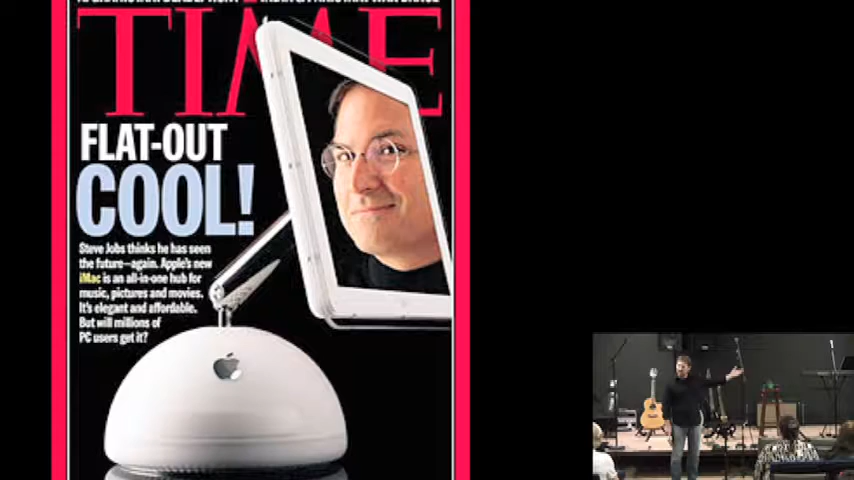 TIME
FLAT-OUT
COOL!
Steve Jobs thinks he has seen
the future—again. Apple's new
iMac is an all-in-one hub for
music, pictures and movies.
It's elegant and affordable.
But will millions of
PC users get it?